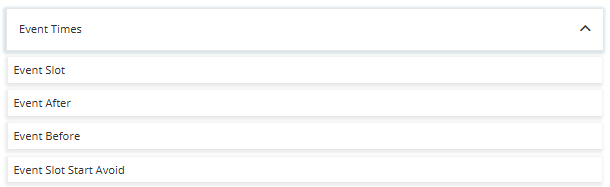 Event Times
Event Slot
Event After
Event Before
Event Slot Start Avoid